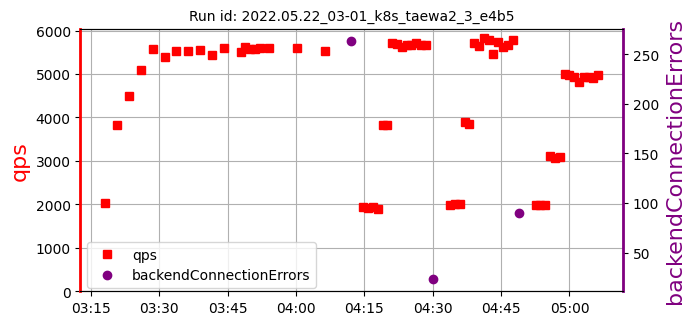 Run id: 2022.05.22_03-01_k8s_taewa2_3_e4b5
6000
5000
4000
3000
2000
1000
0
qps
250
200
150
100
50
backendConnectionErrors
qps
backendConnectionErrors
03:15 03:30 03:45 04:00 04:15 04:30 04:45 05:00